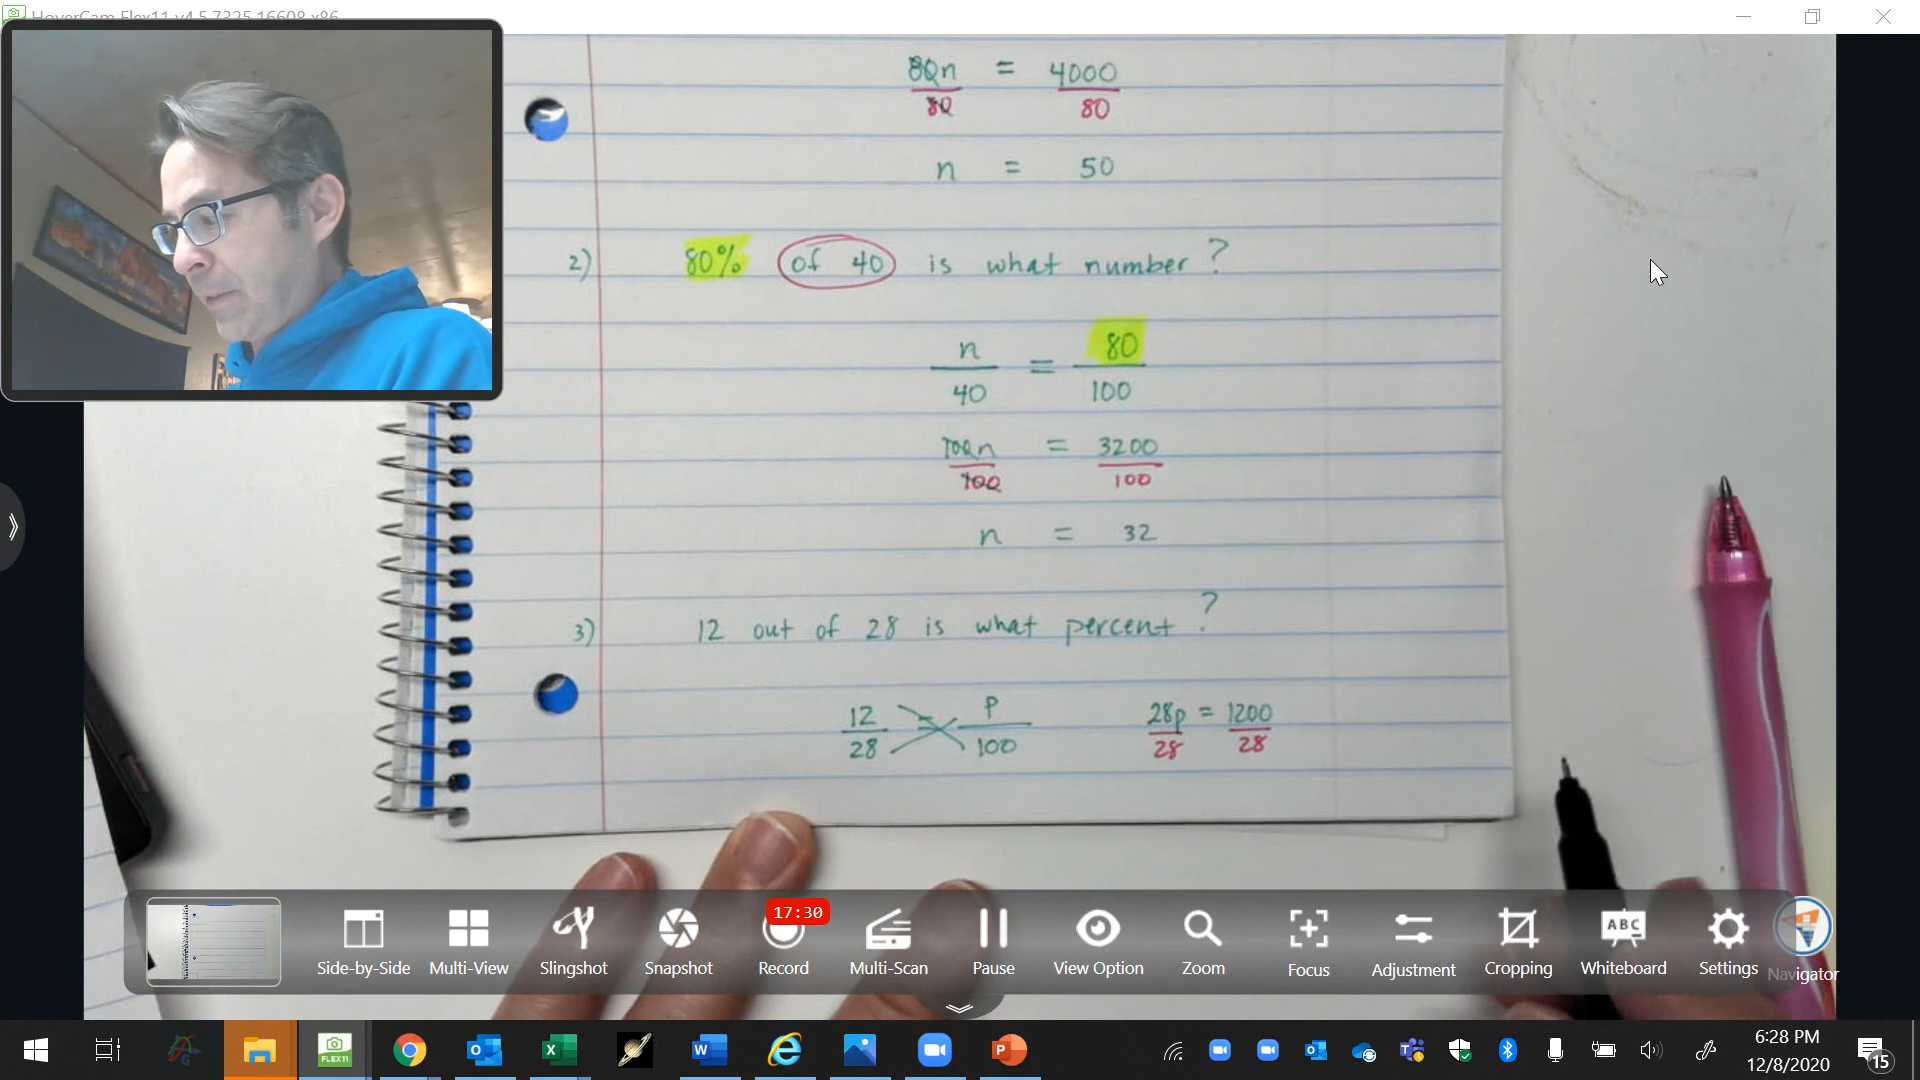 HoverCam Flex11 v4.5.7325.16608 x86
80n = 4000
80 80
n = 50
2) 80% of 40 is what number ?
n = 80
40 100
100n = 3200
100 100
n = 32
3) 12 out of 28 is what percent ?
12 = p 28p = 1200
28 100 28 28
17:30
Side-by-Side Multi-View Slingshot Snapshot Record Multi-Scan Pause View Option Zoom Focus Adjustment Cropping Whiteboard Settings Navigator
ABC
FLEX11
6:28 PM
12/8/2020
15